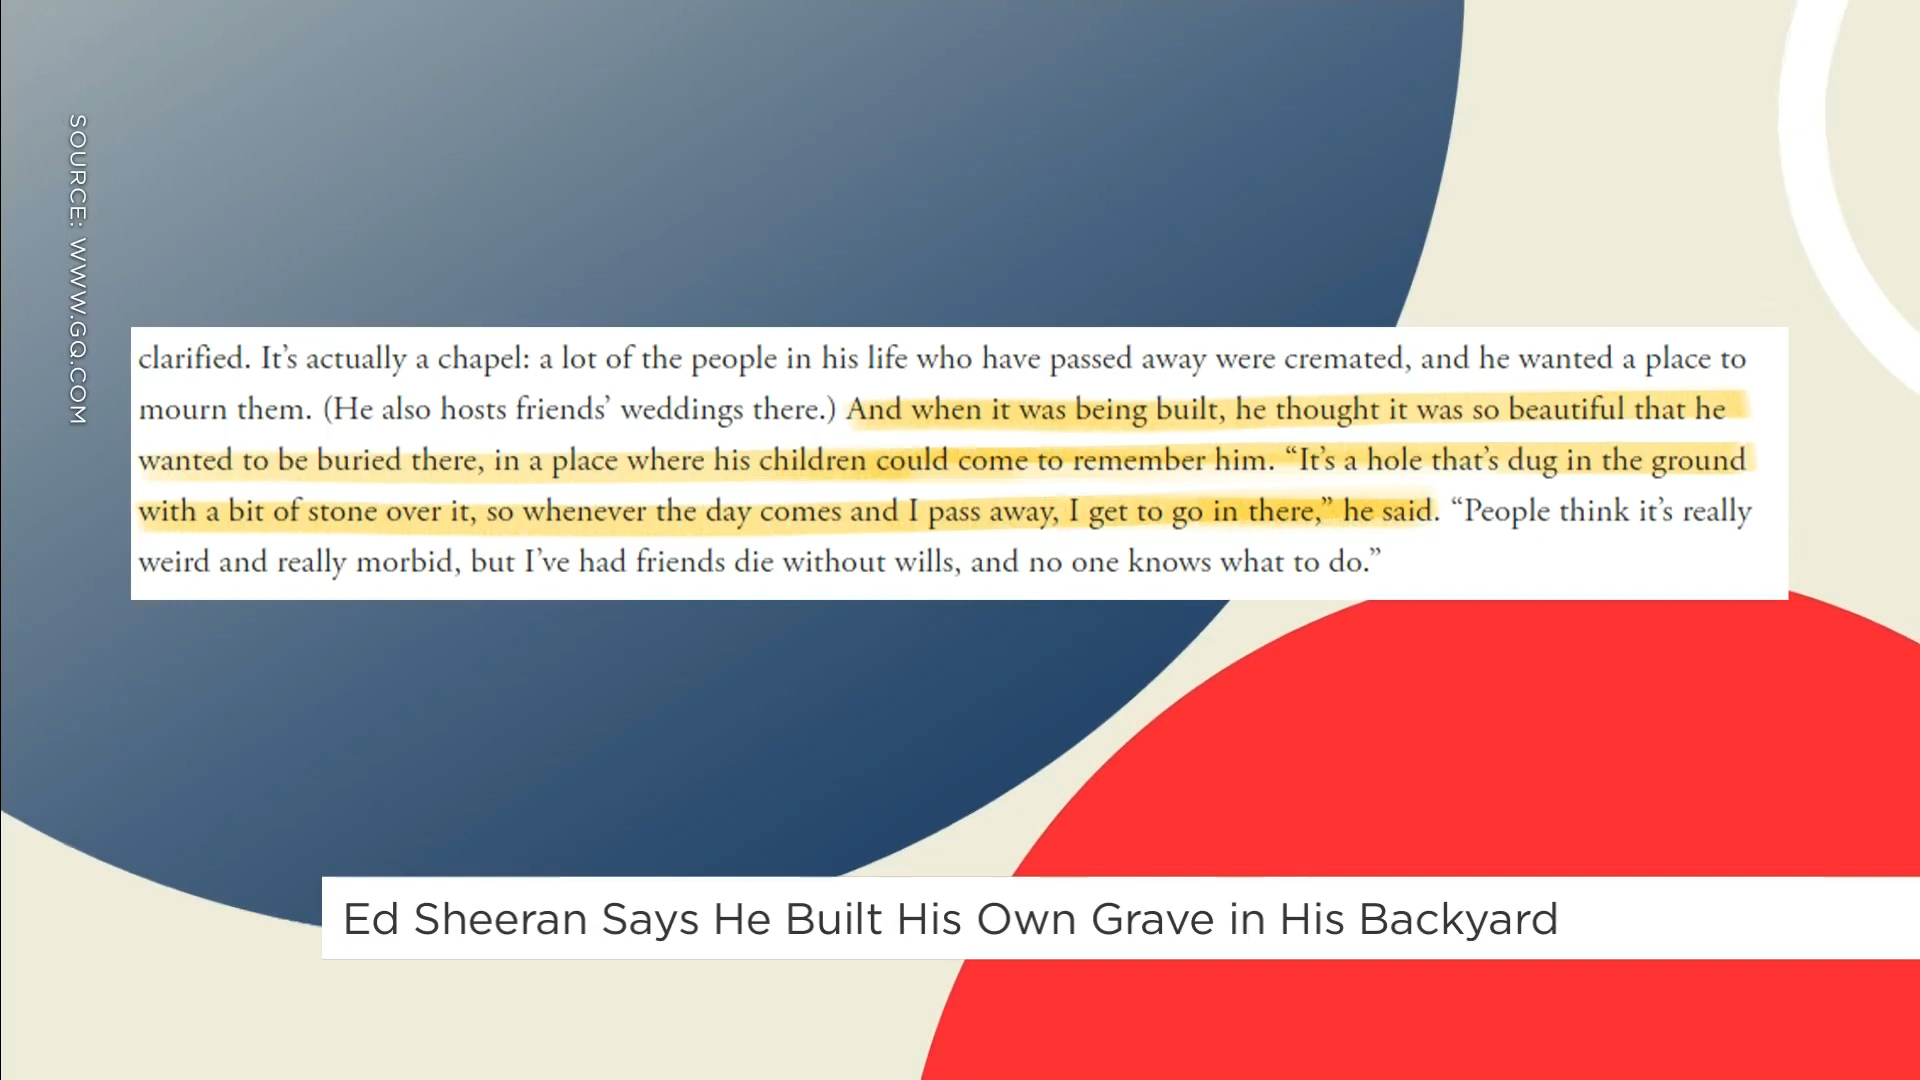 SOURCE: WWW.GQ.COM
clarified. It’s actually a chapel: a lot of the people in his life who have passed away were cremated, and he wanted a place to
mourn them. (He also hosts friends’ weddings there.) And when it was being built, he thought it was so beautiful that he
wanted to be buried there, in a place where his children could come to remember him. “It’s a hole that’s dug in the ground
with a bit of stone over it, so whenever the day comes and I pass away, I get to go in there,” he said. “People think it’s really
weird and really morbid, but I’ve had friends die without wills, and no one knows what to do.”
Ed Sheeran Says He Built His Own Grave in His Backyard